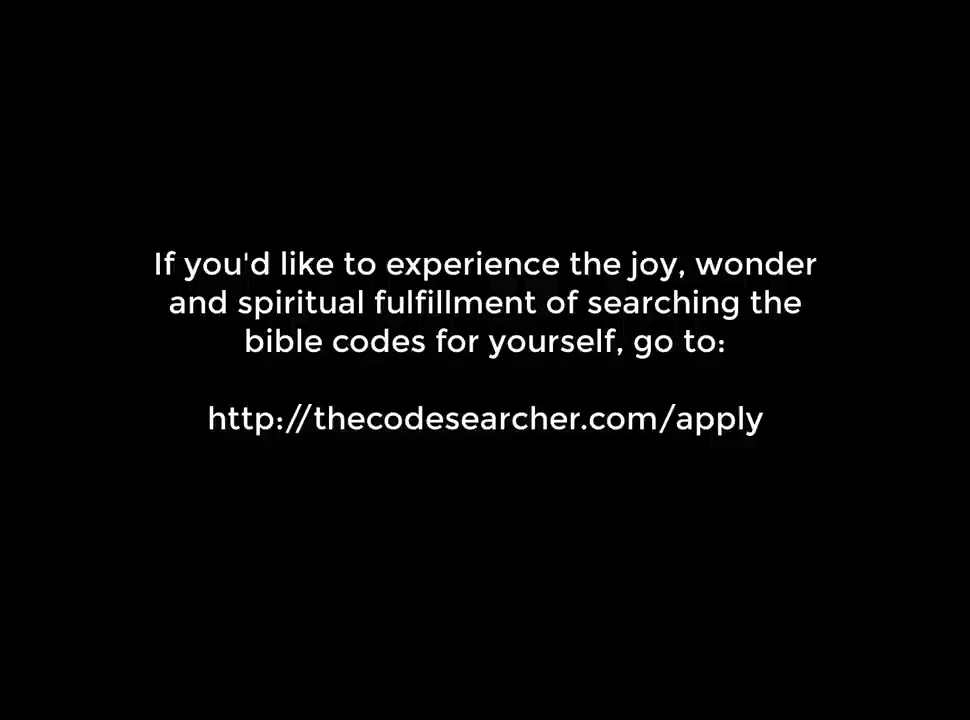 If you'd like to experience the joy, wonder
and spiritual fulfillment of searching the
bible codes for yourself, go to:
http://thecodesearcher.com/apply